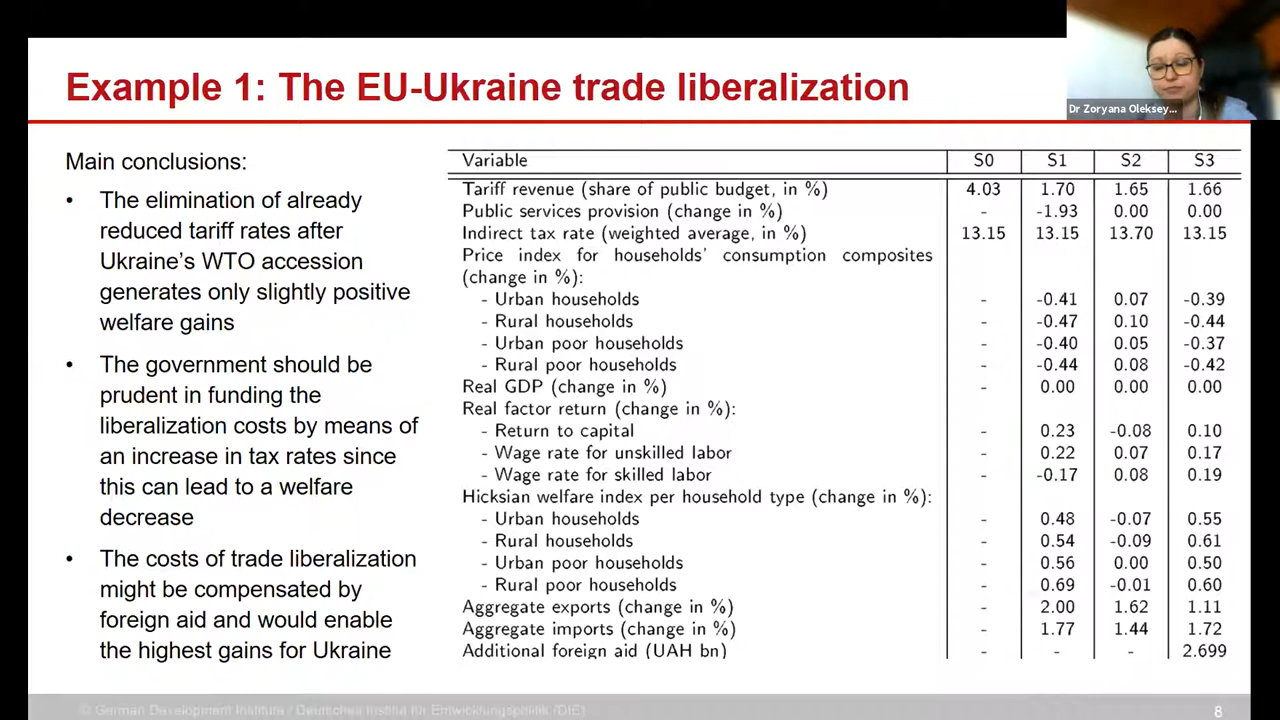 Example 1: The EU-Ukraine trade liberalization
Dr Zoryana Oleksey...
Main conclusions:
• The elimination of already
reduced tariff rates after
Ukraine's WTO accession
generates only slightly positive
welfare gains
• The government should be
prudent in funding the
liberalization costs by means of
an increase in tax rates since
this can lead to a welfare
decrease
• The costs of trade liberalization
might be compensated by
foreign aid and would enable
the highest gains for Ukraine
Variable S0 S1 S2 S3
Tariff revenue (share of public budget, in %) 4.03 1.70 1.65 1.66
Public services provision (change in %) - -1.93 0.00 0.00
Indirect tax rate (weighted average, in %) 13.15 13.15 13.70 13.15
Price index for households' consumption composites
(change in %):
- Urban households - -0.41 0.07 -0.39
- Rural households - -0.47 0.10 -0.44
- Urban poor households - -0.40 0.05 -0.37
- Rural poor households - -0.44 0.08 -0.42
Real GDP (change in %) - 0.00 0.00 0.00
Real factor return (change in %):
- Return to capital - 0.23 -0.08 0.10
- Wage rate for unskilled labor - 0.22 0.07 0.17
- Wage rate for skilled labor - -0.17 0.08 0.19
Hicksian welfare index per household type (change in %):
- Urban households - 0.48 -0.07 0.55
- Rural households - 0.54 -0.09 0.61
- Urban poor households - 0.56 0.00 0.50
- Rural poor households - 0.69 -0.01 0.60
Aggregate exports (change in %) - 2.00 1.62 1.11
Aggregate imports (change in %) - 1.77 1.44 1.72
Additional foreign aid (UAH bn) - - - 2.699
© German Development Institute / Deutsches Institut für Entwicklungspolitik (DIE)
8